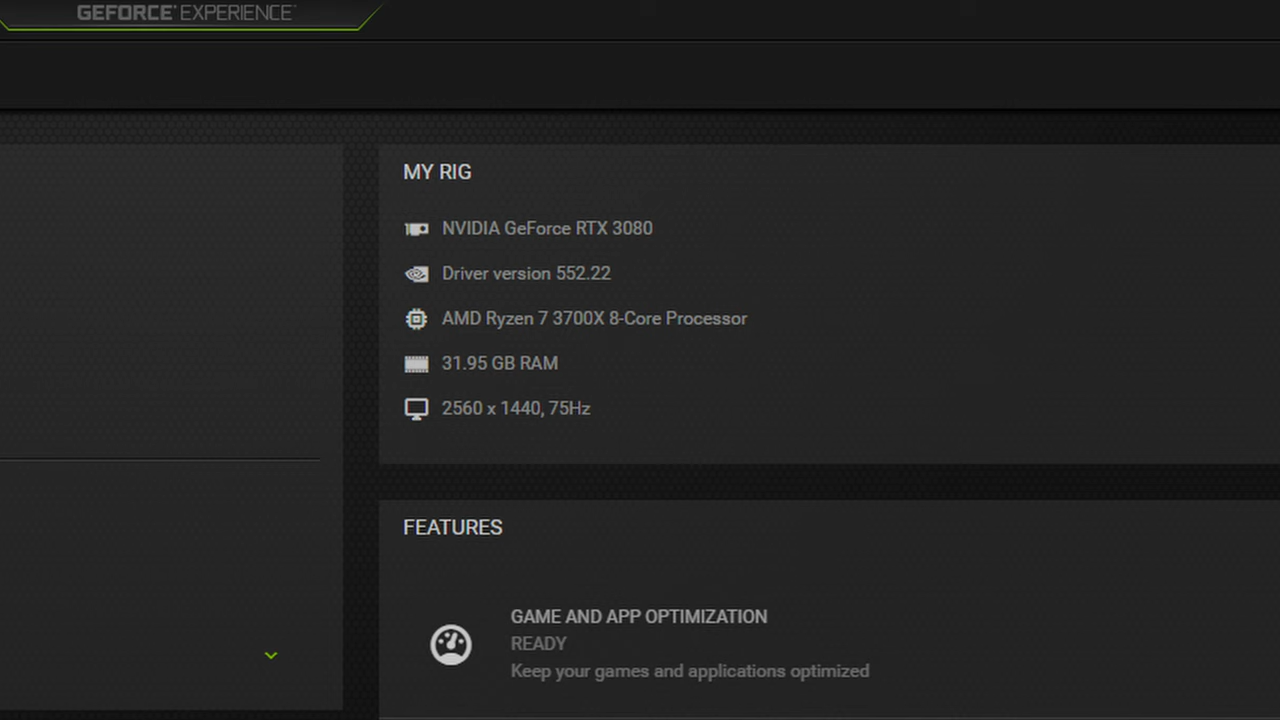 GEFORCE® EXPERIENCE™
MY RIG
NVIDIA GeForce RTX 3080
Driver version 552.22
AMD Ryzen 7 3700X 8-Core Processor
31.95 GB RAM
2560 x 1440, 75Hz
FEATURES
GAME AND APP OPTIMIZATION
READY
Keep your games and applications optimized